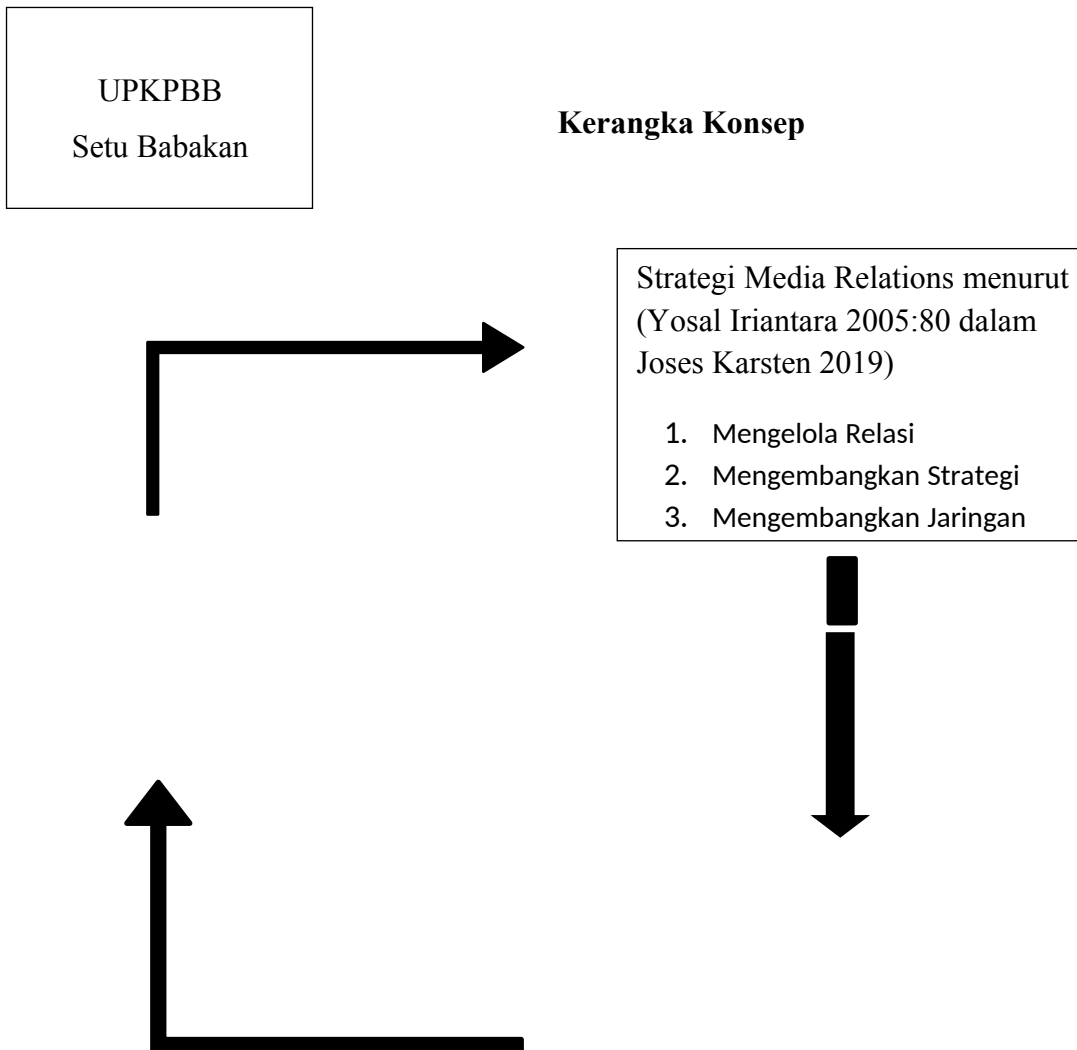 UPKPBB
Setu Babakan
Kerangka Konsep
Strategi Media Relations menurut
(Yosal Iriantara 2005:80 dalam
Joses Karsten 2019)
1. Mengelola Relasi
2. Mengembangkan Strategi
3. Mengembangkan Jaringan